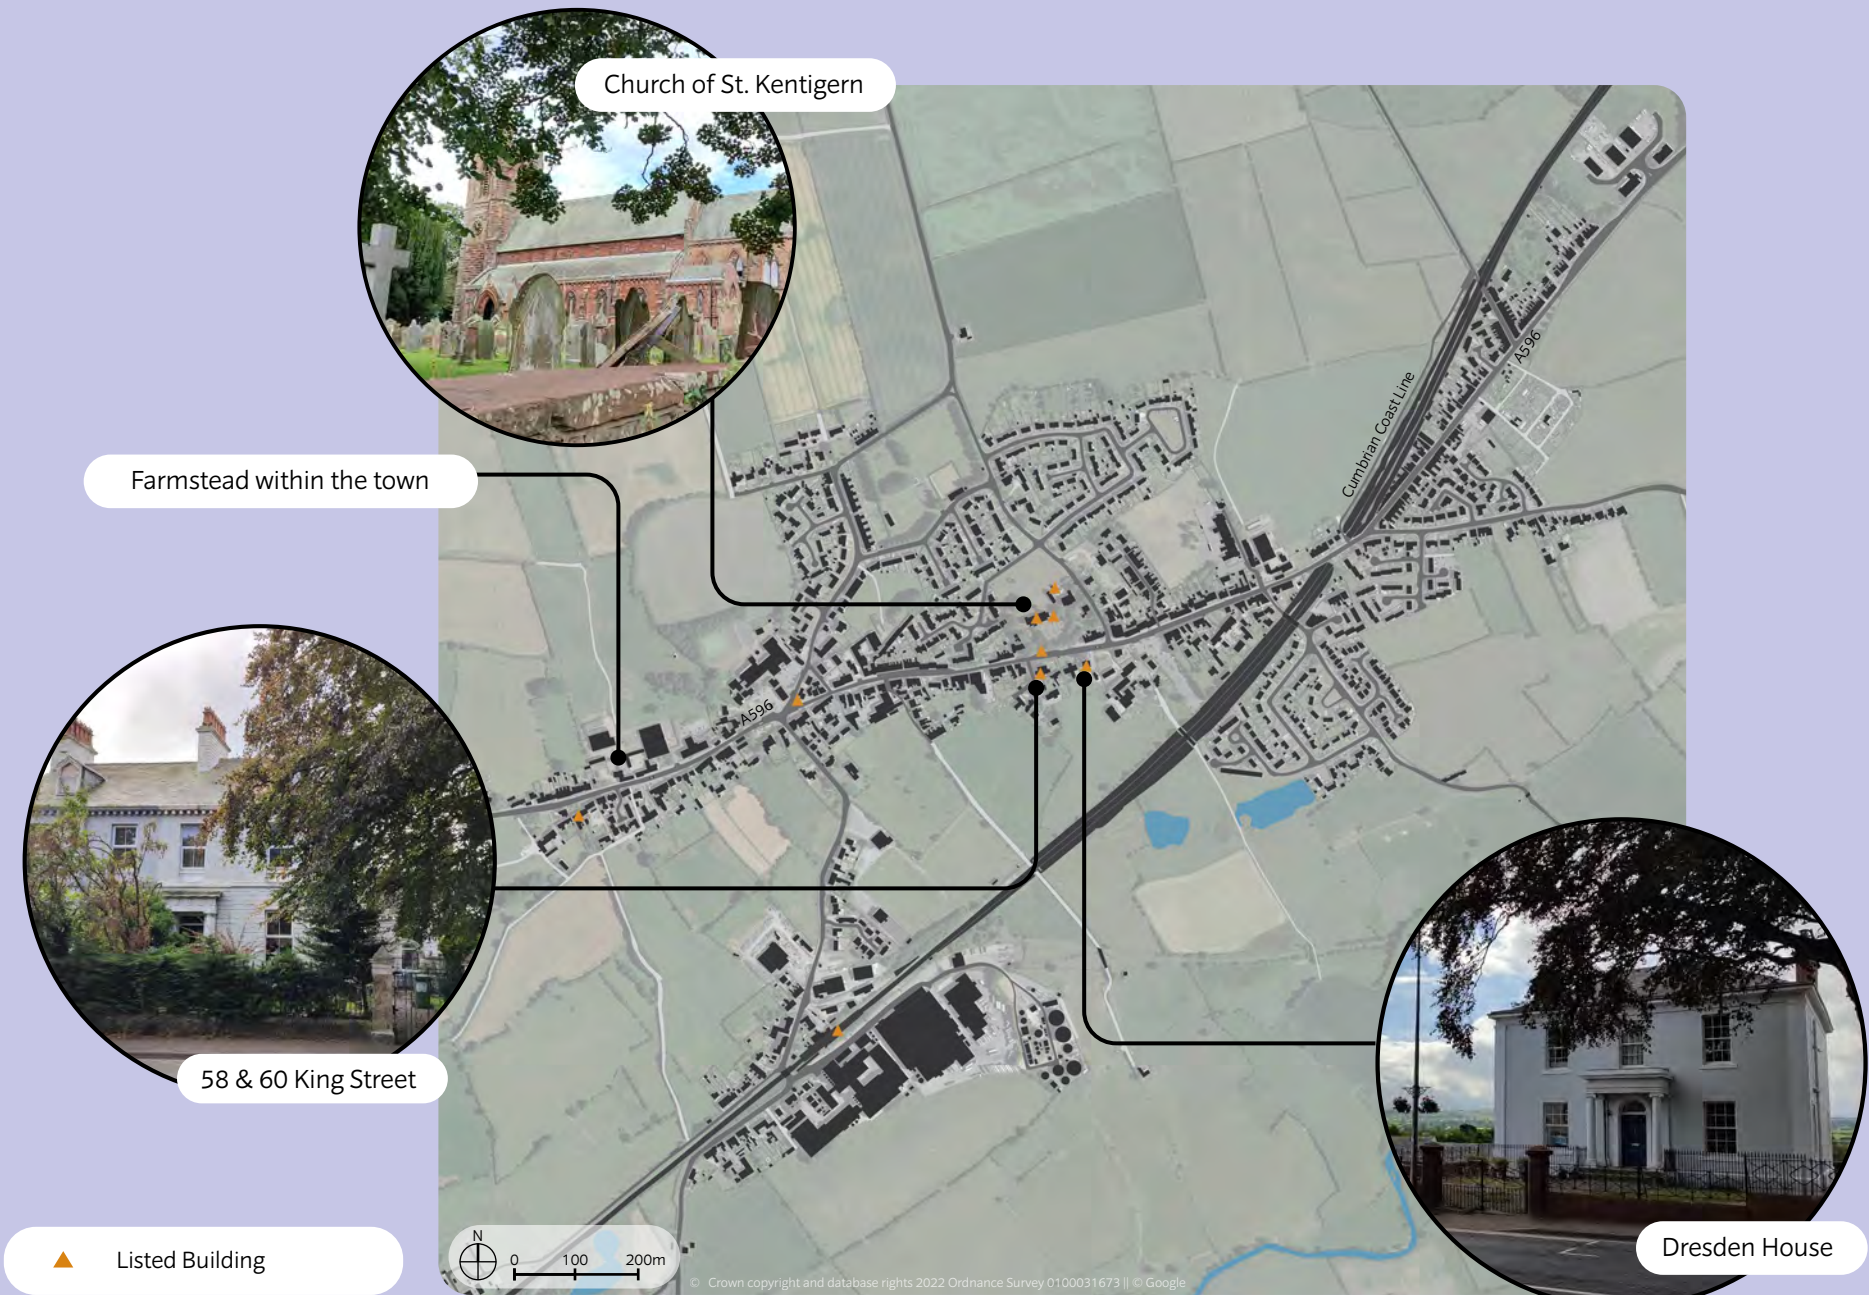 Church of St. Kentigern
Farmstead within the town
Cumbrian Coast Line
A596
A596
58 & 60 King Street
Dresden House
Listed Building
N
0 100 200m
© Crown copyright and database rights 2022 Ordnance Survey 0100031673 || © Google